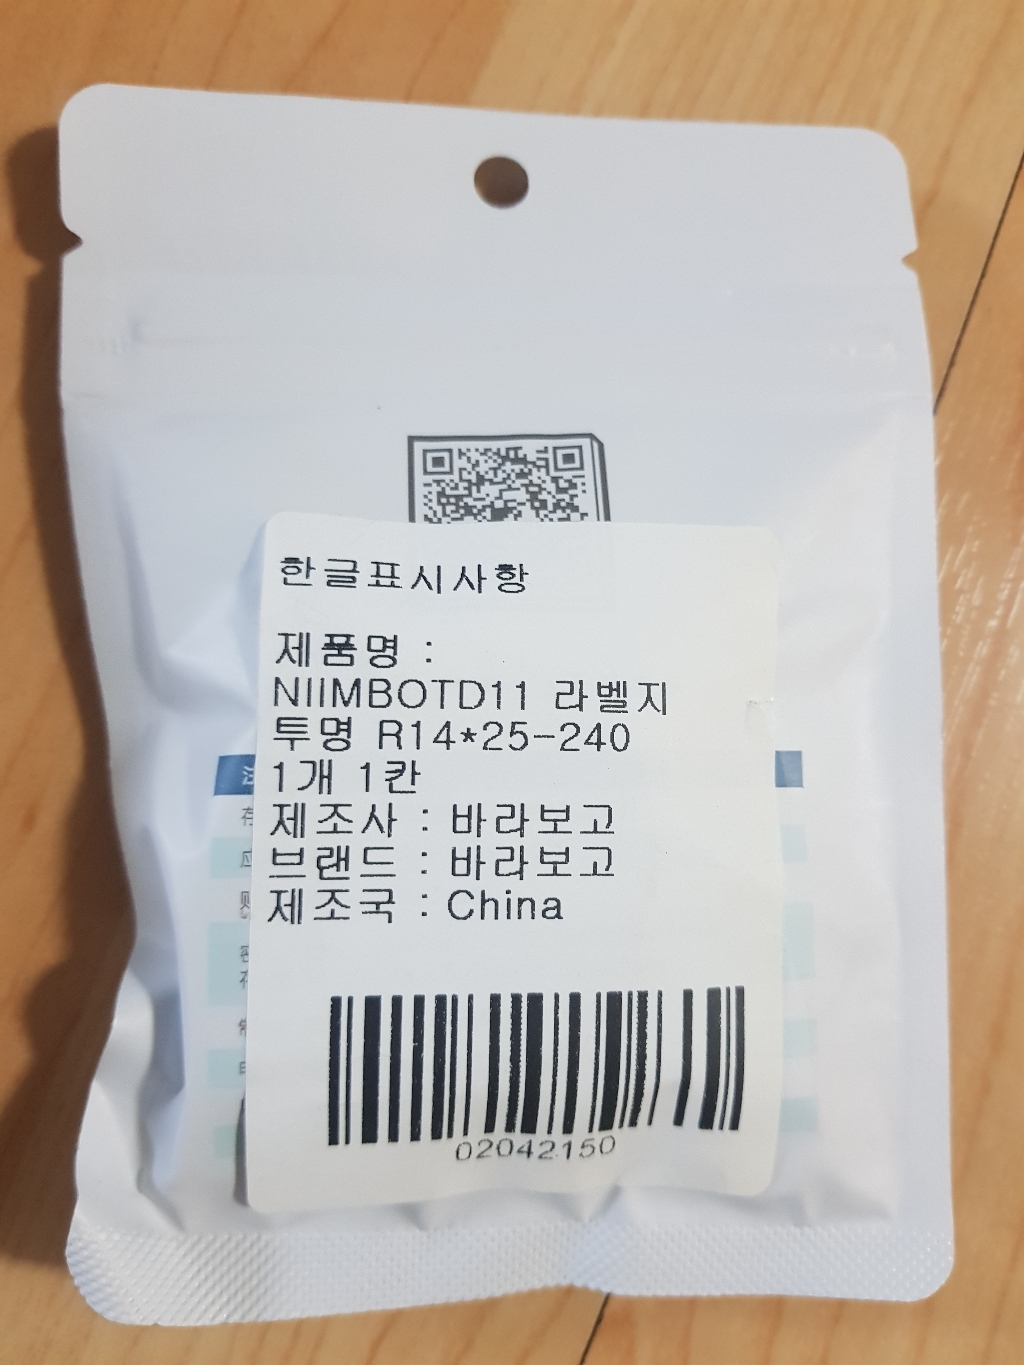 한글표시사항
제품명 :
NIIMBOTD11 라벨지
투명 R14*25-240
1개 1칸
제조사 : 바라보고
브랜드 : 바라보고
제조국 : China
02042150